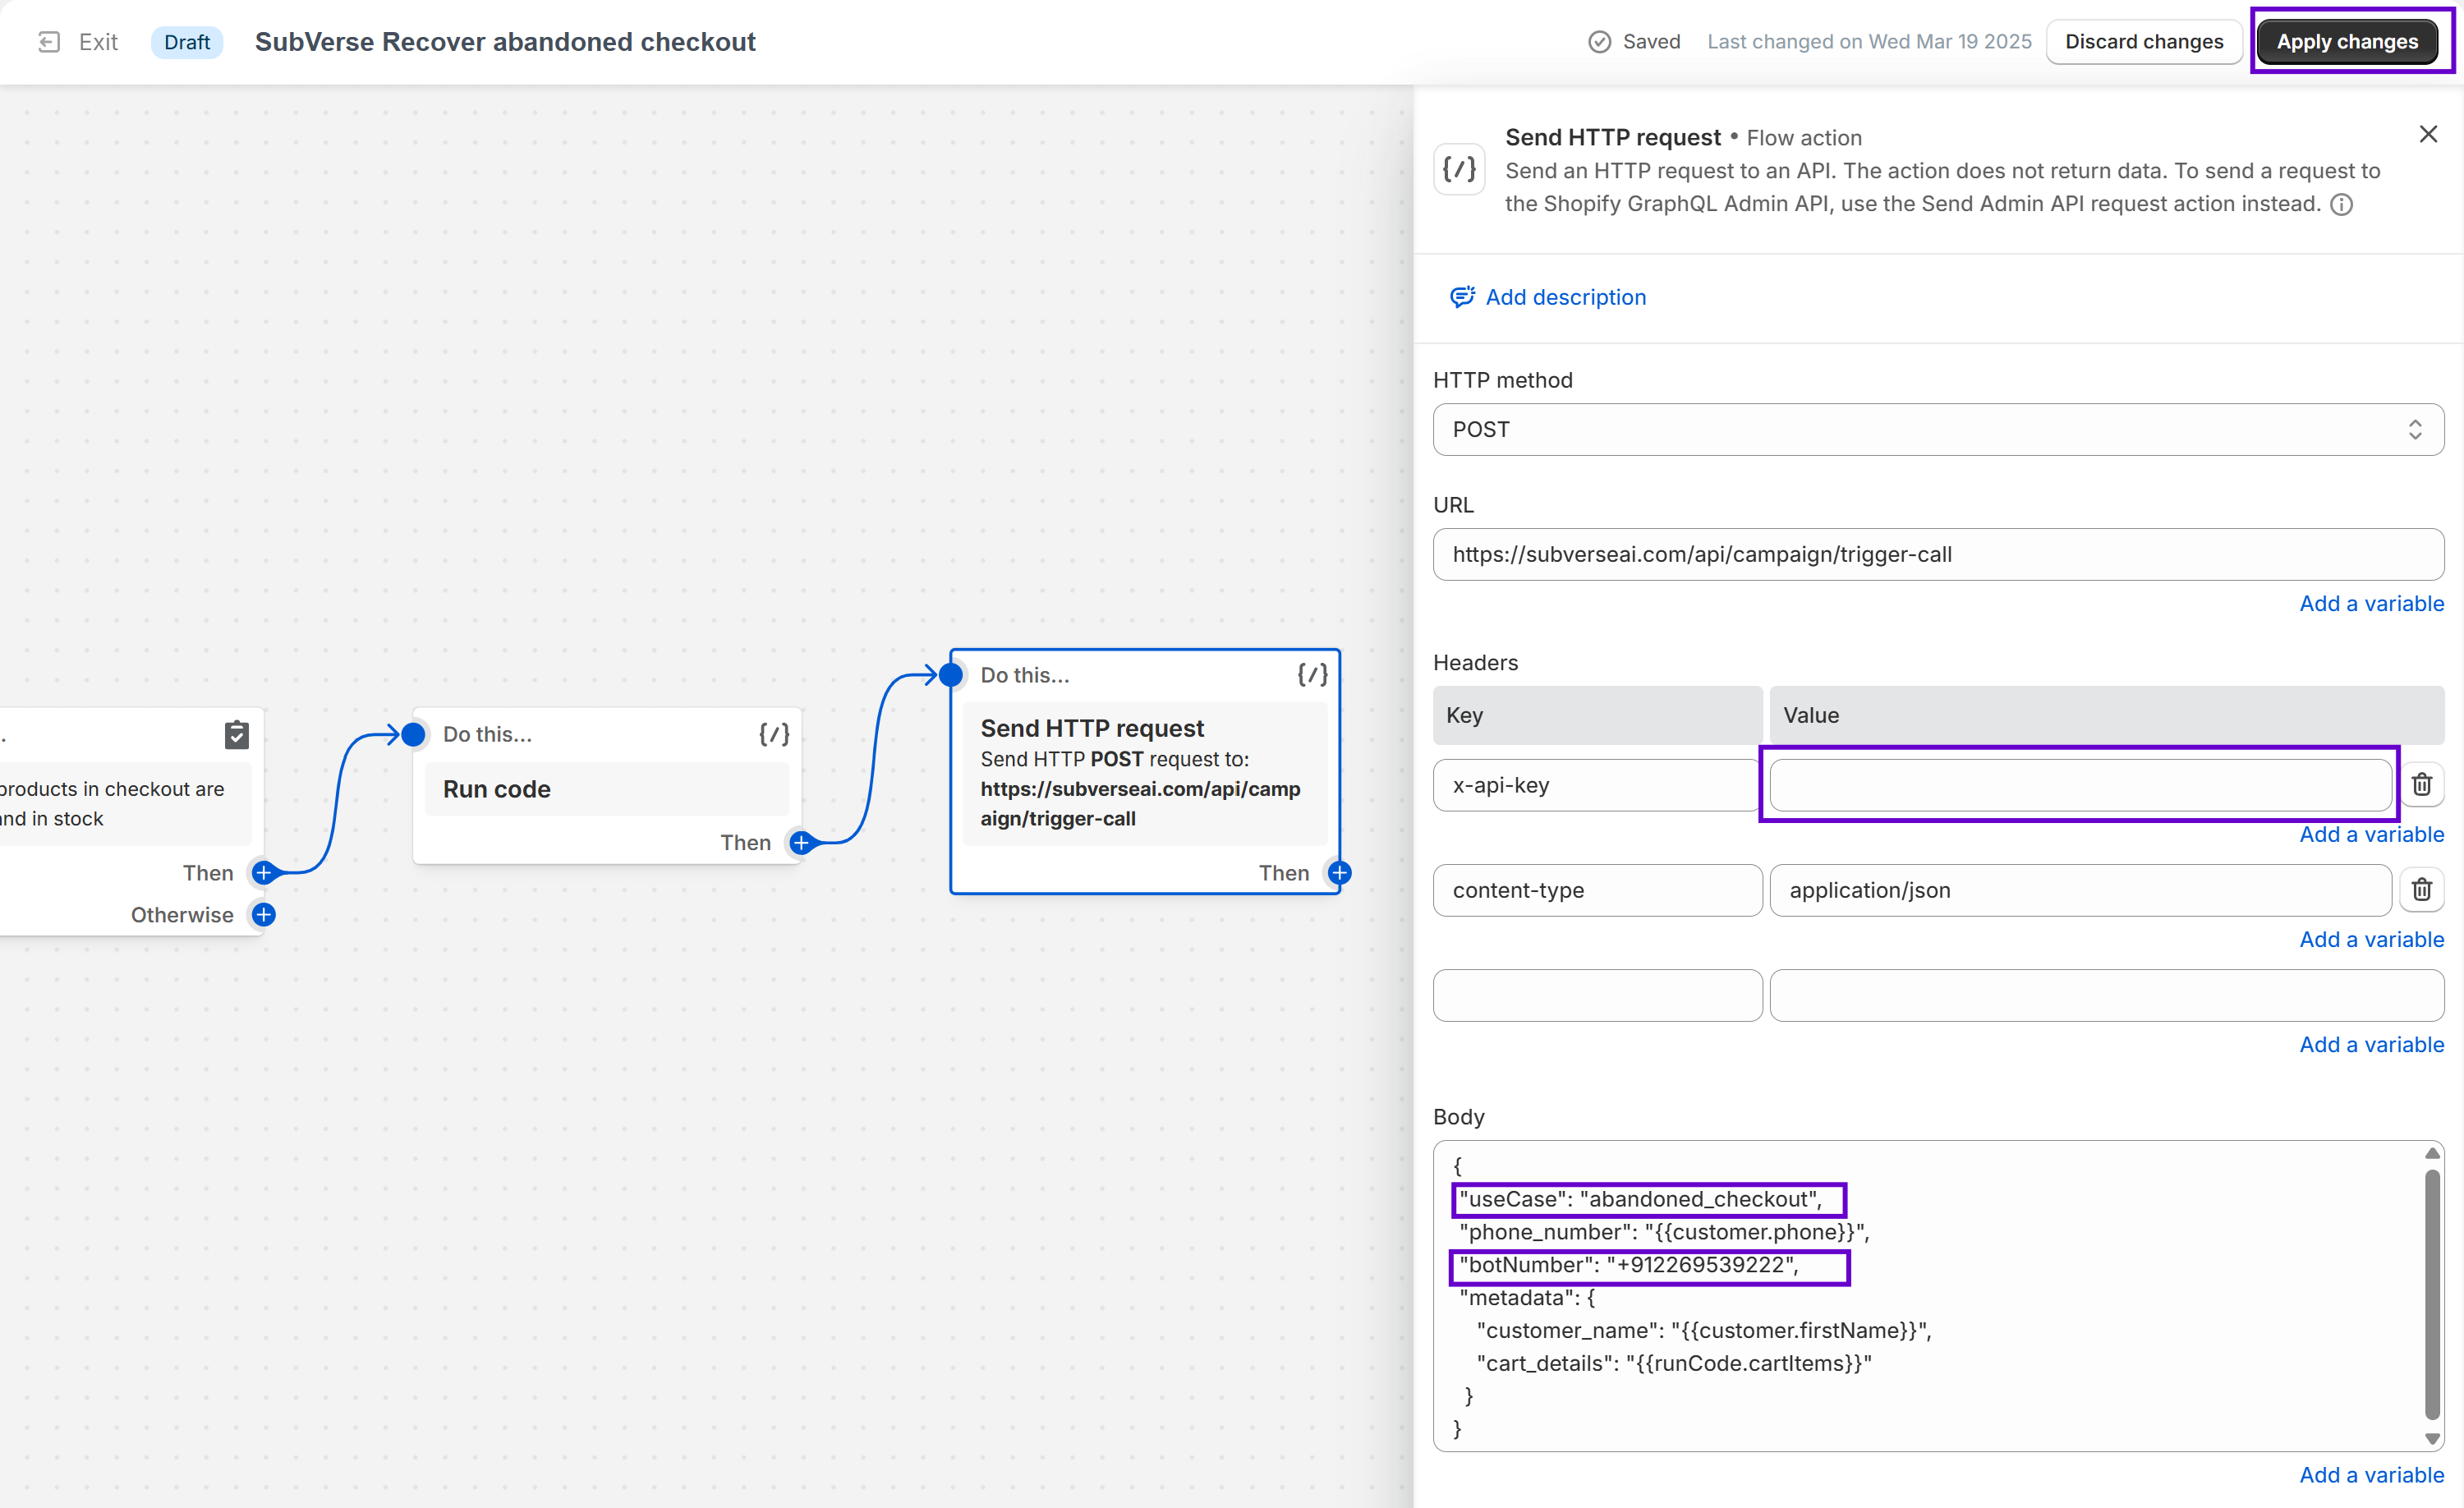 Exit
Draft
SubVerse Recover abandoned checkout
Saved
Last changed on Wed Mar 19 2025
Discard changes
Apply changes
.
products in checkout are
and in stock
Then
Otherwise
Do this...
Run code
Then
Do this...
Send HTTP request
Send HTTP POST request to:
https://subverseai.com/api/camp
aign/trigger-call
Then
Send HTTP request • Flow action
Send an HTTP request to an API. The action does not return data. To send a request to
the Shopify GraphQL Admin API, use the Send Admin API request action instead.
Add description
HTTP method
POST
URL
https://subverseai.com/api/campaign/trigger-call
Add a variable
Headers
Key
Value
x-api-key
Add a variable
content-type
application/json
Add a variable
Add a variable
Body
{
"useCase": "abandoned_checkout",
"phone_number": "{{customer.phone}}",
"botNumber": "+912269539222",
"metadata": {
"customer_name": "{{customer.firstName}}",
"cart_details": "{{runCode.cartItems}}"
}
}
Add a variable